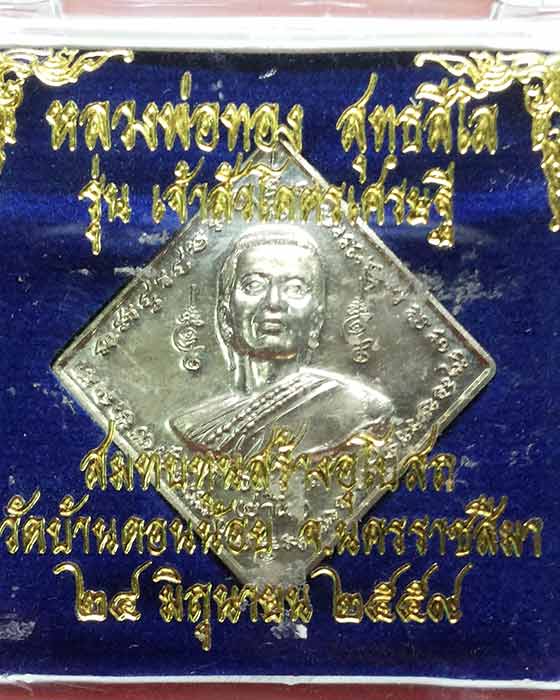 หลวงพ่อทอง สุทธสีโล
รุ่น เจ้าสัวโคตรเศรษฐี
สมทบทุนสร้างอุโบสถ
วัดบ้านดอนน้อย จ.นครราชสีมา
๒๔ มิถุนายน ๒๕๕๙